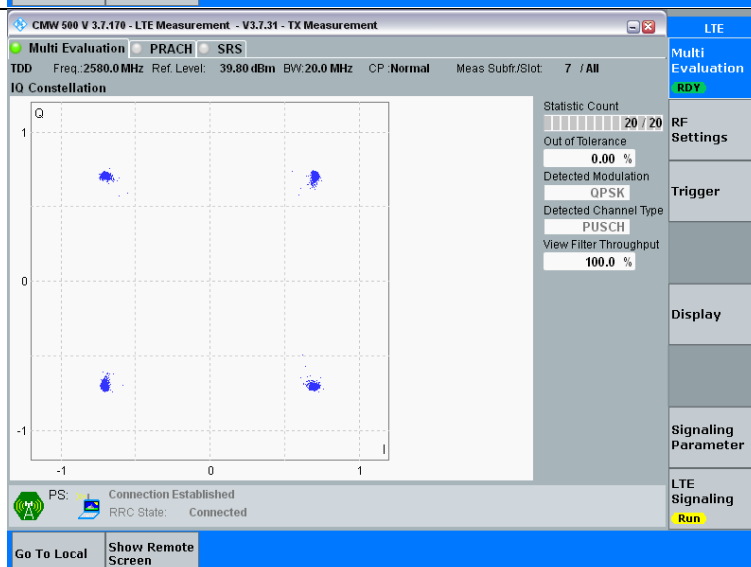 CMW 500 V 3.7.170 - LTE Measurement - V3.7.31 - TX Measurement
LTE
Multi Evaluation PRACH SRS
Multi Evaluation
RDY
TDD Freq.:2580.0 MHz Ref. Level: 39.80 dBm BW:20.0 MHz CP :Normal Meas Subfr./Slot: 7 / All
IQ Constellation
Q
1
0
-1
I
-1 0 1
Statistic Count
20 / 20
Out of Tolerance
0.00 %
Detected Modulation
QPSK
Detected Channel Type
PUSCH
View Filter Throughput
100.0 %
RF
Settings
Trigger
Display
Signaling
Parameter
LTE
Signaling
Run
PS: Connection Established
RRC State: Connected
Go To Local
Show Remote
Screen